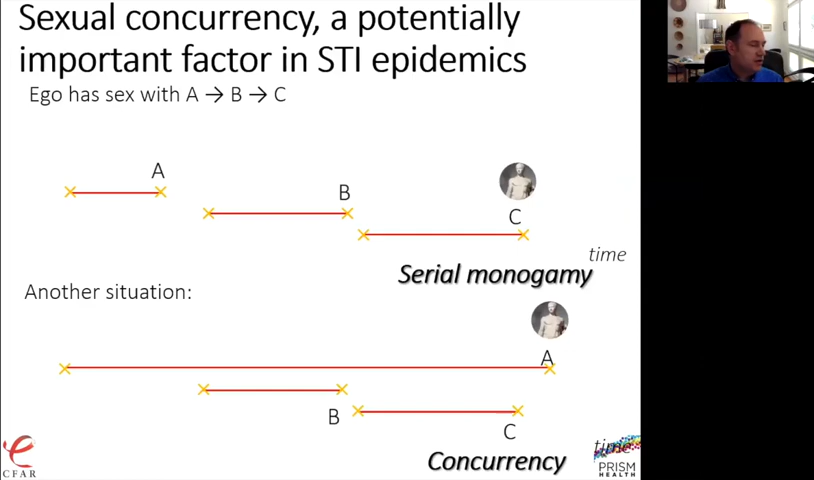 Sexual concurrency, a potentially
important factor in STI epidemics
Ego has sex with A → B → C
A
B
C
time
Serial monogamy
Another situation:
A
B
C
time
Concurrency
CFAR
PRISM
HEALTH